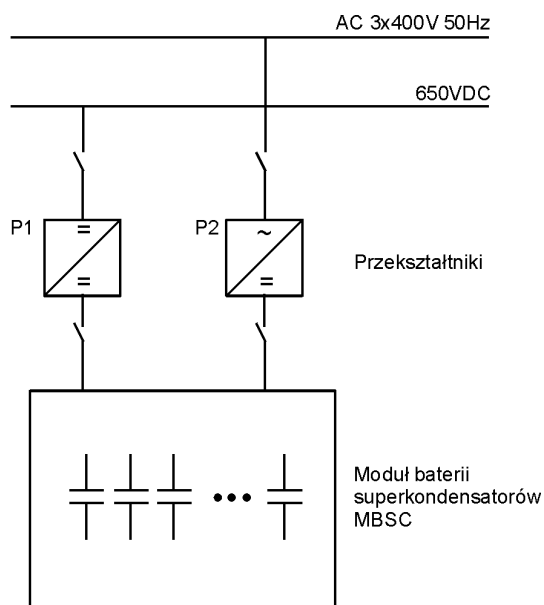 AC 3x400V 50Hz
650VDC
P1
=
=
P2
~
=
Przekształtniki
Moduł baterii
superkondensatorów
MBSC